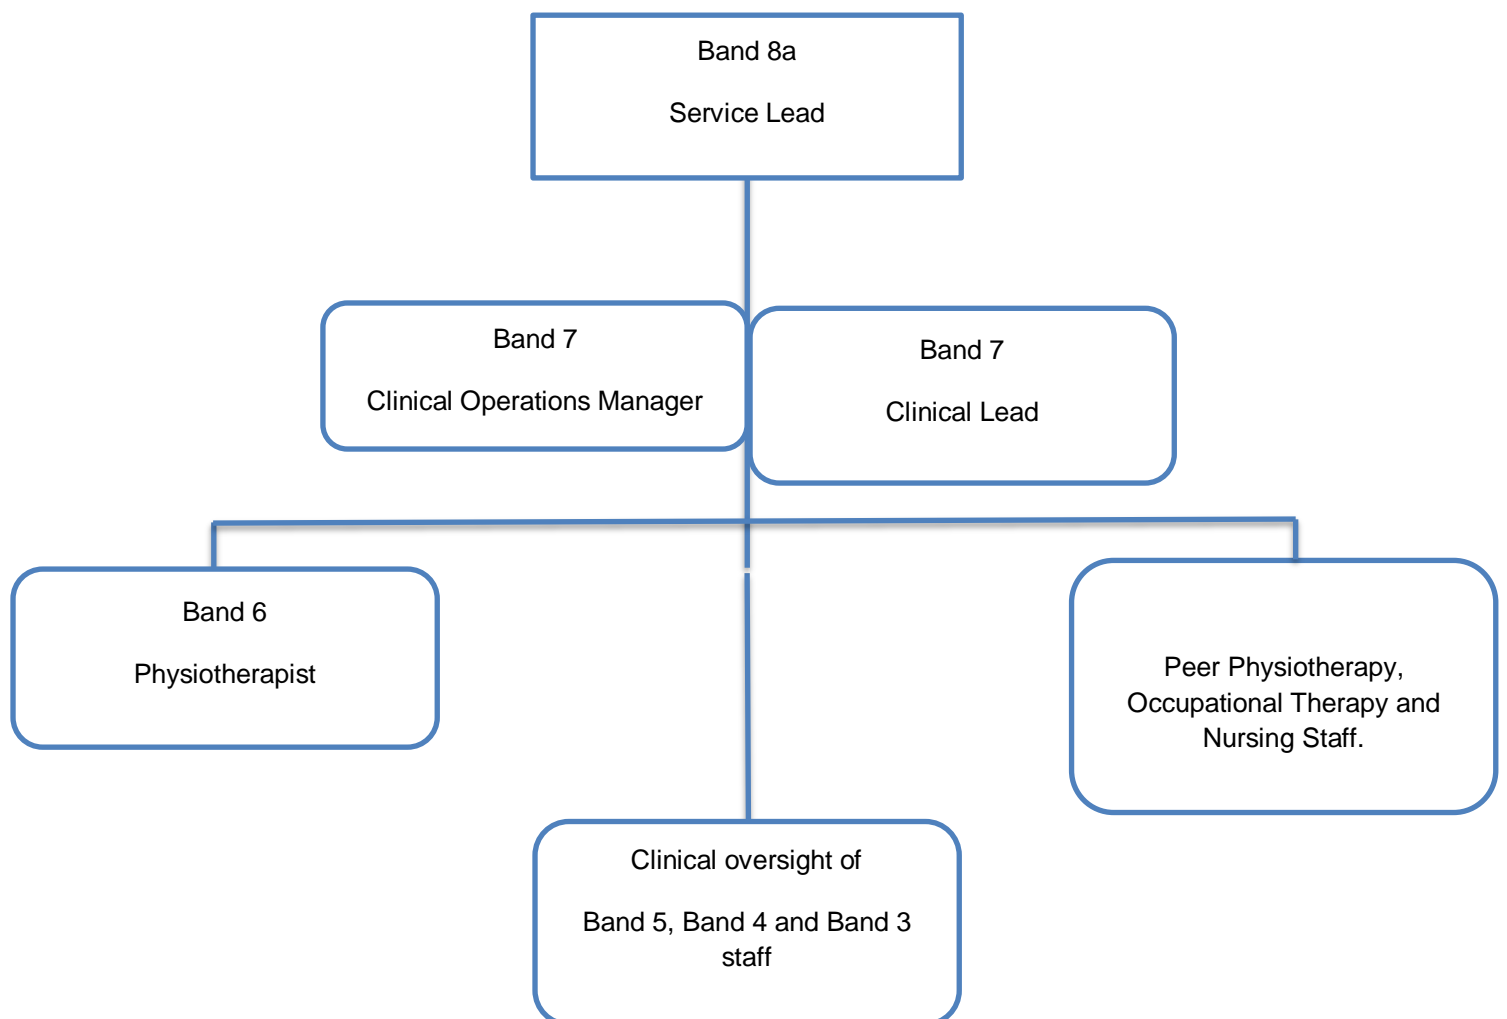 Band 8a
Service Lead
Band 7
Clinical Operations Manager
Band 7
Clinical Lead
Band 6
Physiotherapist
Peer Physiotherapy,
Occupational Therapy and
Nursing Staff.
Clinical oversight of
Band 5, Band 4 and Band 3
staff